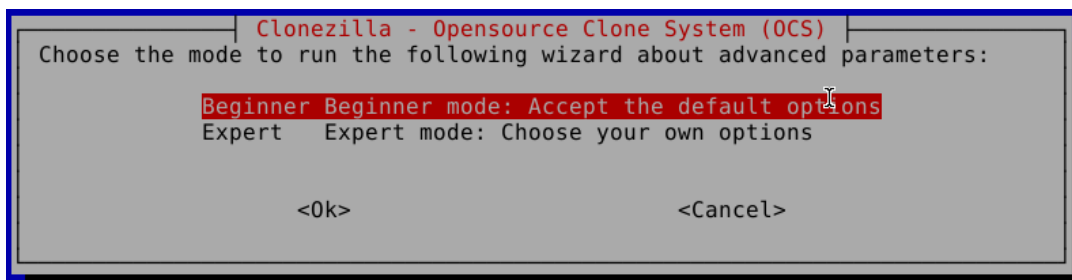 Clonezilla - Opensource Clone System (OCS)
Choose the mode to run the following wizard about advanced parameters:
Beginner Beginner mode: Accept the default options
Expert Expert mode: Choose your own options
<Ok> <Cancel>